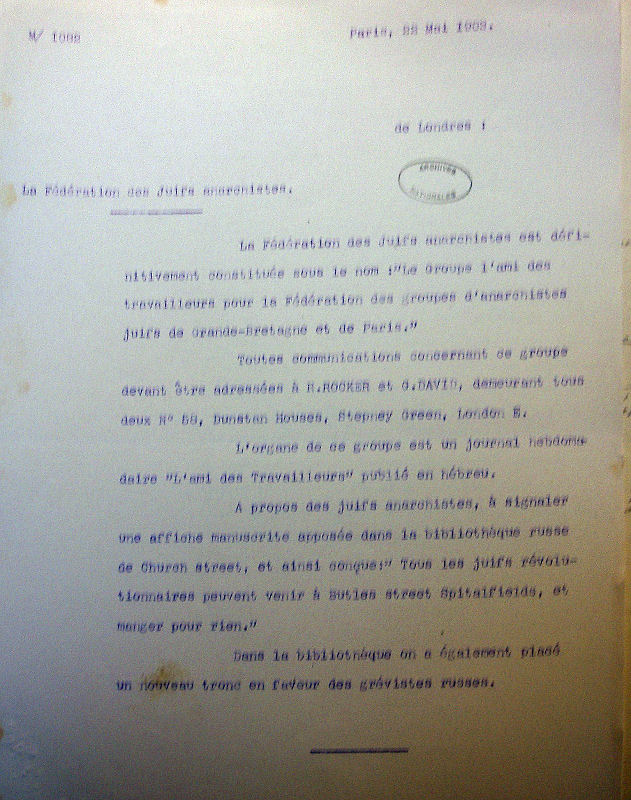 M/ 1082
Paris, 22 Mai 1902.
de Londres :
ARCHIVES
NATIONALES
La Fédération des Juifs anarchistes.
La Fédération des Juifs anarchistes est défi-
nitivement constituée sous le nom :"Le Groupe l'ami des
travailleurs pour la Fédération des groupes d'anarchistes
juifs de Grande-Bretagne et de Paris."
Toutes communications concernant ce groupe
devant être adressées à R.ROCKER et G.DAVID, demeurant tous
deux N° 58, Dunstan Houses, Stepney Green, London E.
L'organe de ce groupe est un journal hebdoma-
daire "L'ami des Travailleurs" publié en hébreu.
A propos des juifs anarchistes, à signaler
une affiche manuscrite apposée dans la bibliothèque russe
de Church street, et ainsi conçue:" Tous les juifs révolu-
tionnaires peuvent venir à Butles street Spitalfields, et
manger pour rien."
Dans la bibliothèque on a également placé
un nouveau tronc en faveur des grévistes russes.